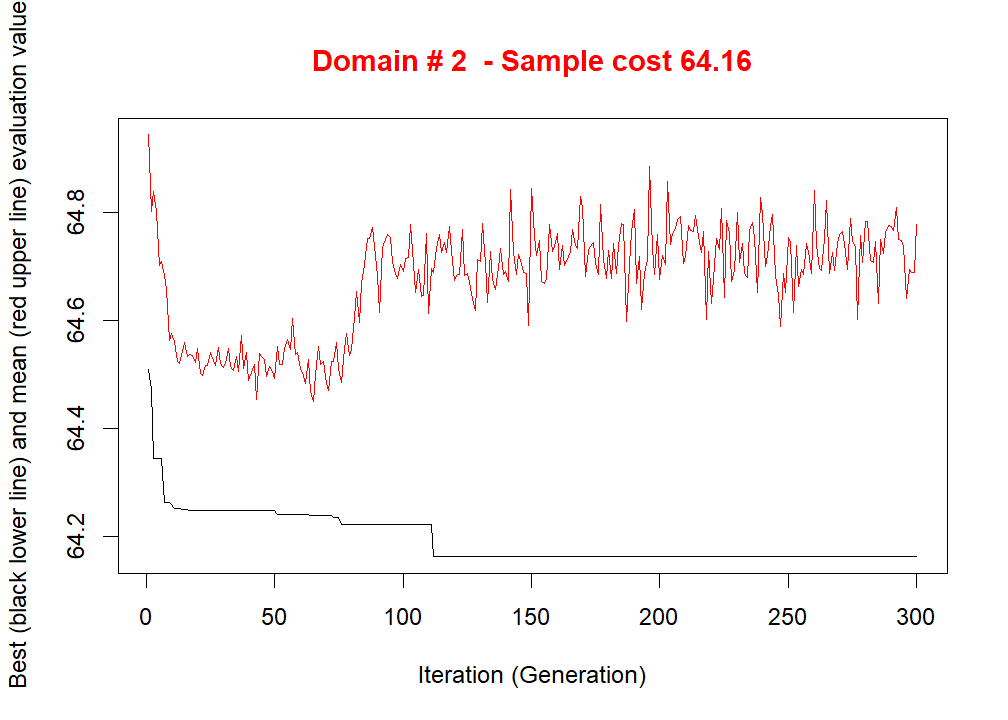 Domain # 2  - Sample cost 64.16
Best (black lower line) and mean (red upper line) evaluation value
64.8
64.6
64.4
64.2
0 50 100 150 200 250 300
Iteration (Generation)